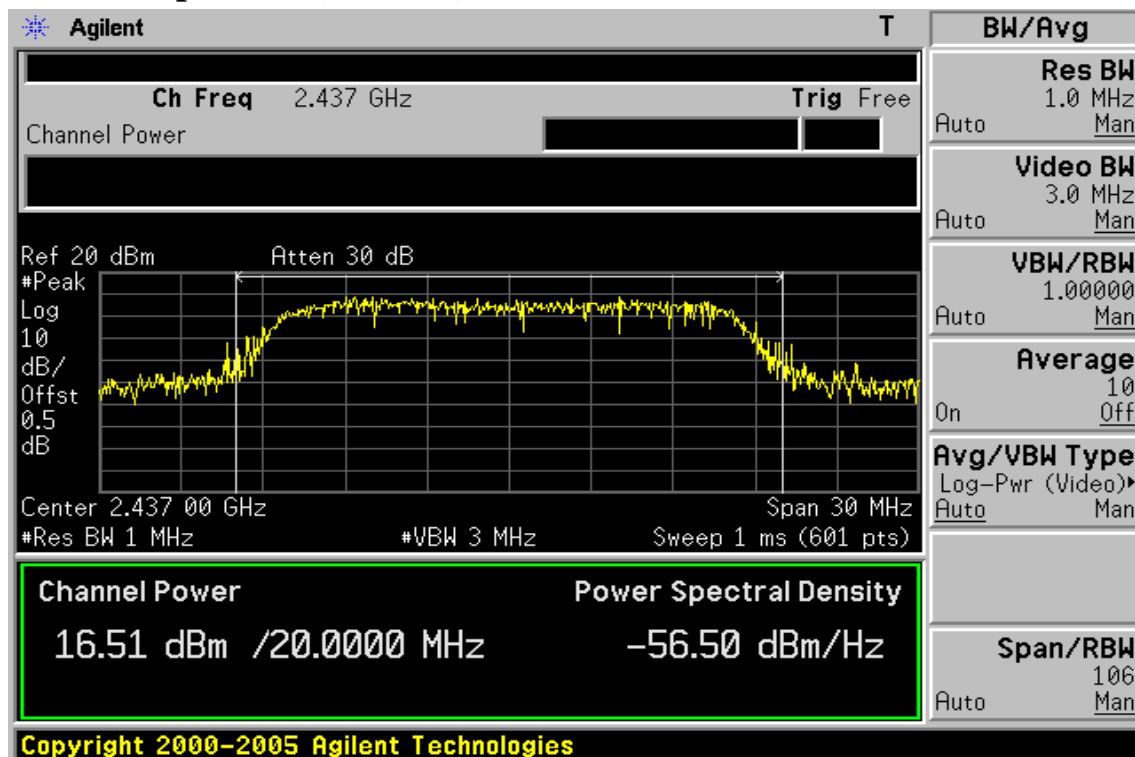 Agilent
T
BW/Avg
Ch Freq 2.437 GHz
Trig Free
Channel Power
Ref 20 dBm
Atten 30 dB
#Peak
Log
10
dB/
Offst
0.5
dB
Center 2.437 00 GHz
Span 30 MHz
#Res BW 1 MHz
#VBW 3 MHz
Sweep 1 ms (601 pts)
Channel Power
Power Spectral Density
16.51 dBm /20.0000 MHz
-56.50 dBm/Hz
Res BW
1.0 MHz
Auto Man
Video BW
3.0 MHz
Auto Man
VBW/RBW
1.00000
Auto Man
Average
10
On Off
Avg/VBW Type
Log-Pwr (Video)
Auto Man
Span/RBW
106
Auto Man
Copyright 2000-2005 Agilent Technologies